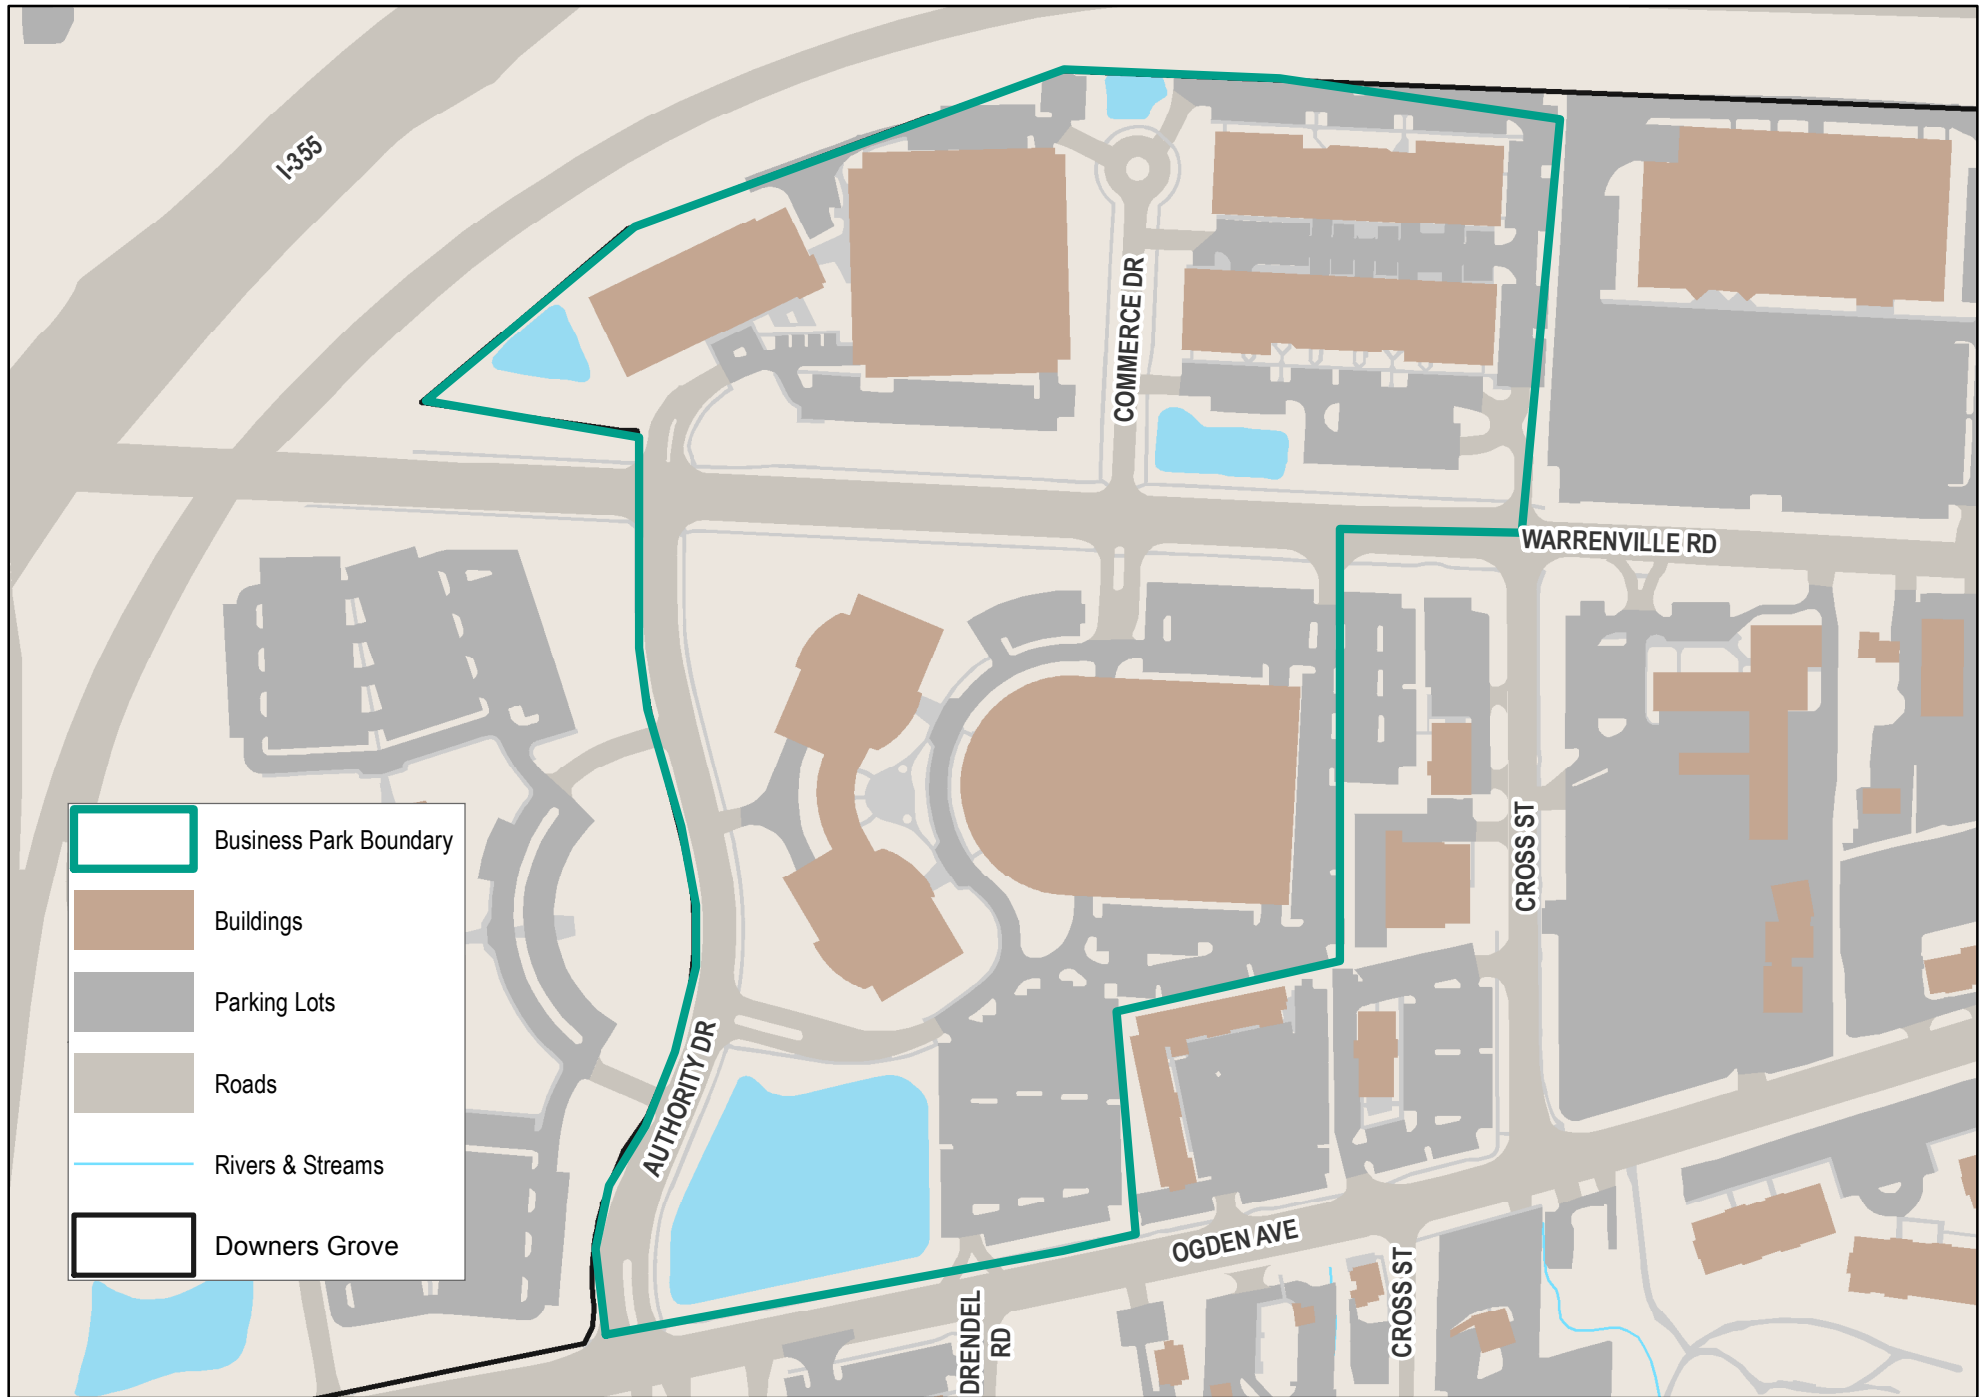 I-355
COMMERCE DR
WARRENVILLE RD
CROSS ST
Business Park Boundary
Buildings
Parking Lots
Roads
Rivers & Streams
Downers Grove
AUTHORITY DR
OGDEN AVE
CROSS ST
DRENDEL
RD